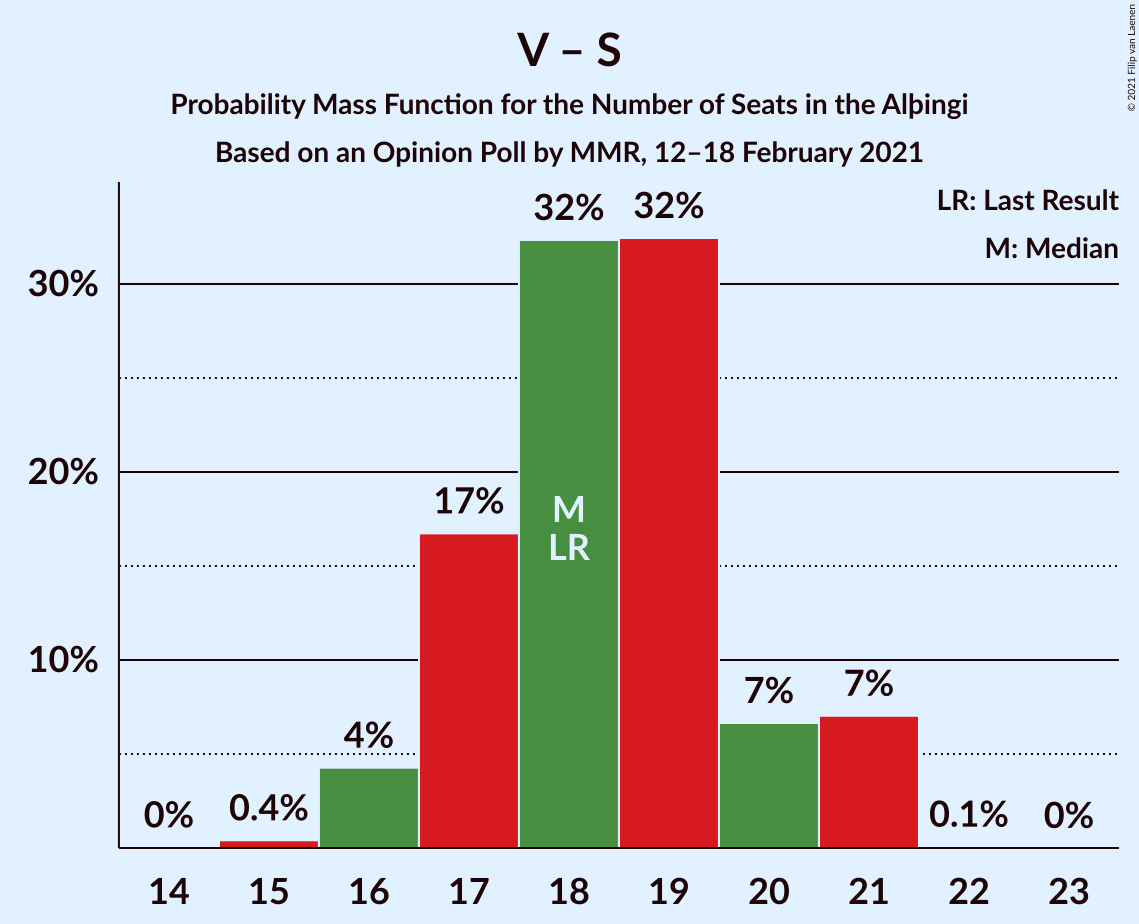 V – S
Probability Mass Function for the Number of Seats in the Alþingi
Based on an Opinion Poll by MMR, 12–18 February 2021
© 2021 Filip van Laenen
LR: Last Result
M: Median
30%
20%
10%
0%
0.4%
4%
17%
32%
32%
7%
7%
0.1%
0%
M
LR
14 15 16 17 18 19 20 21 22 23